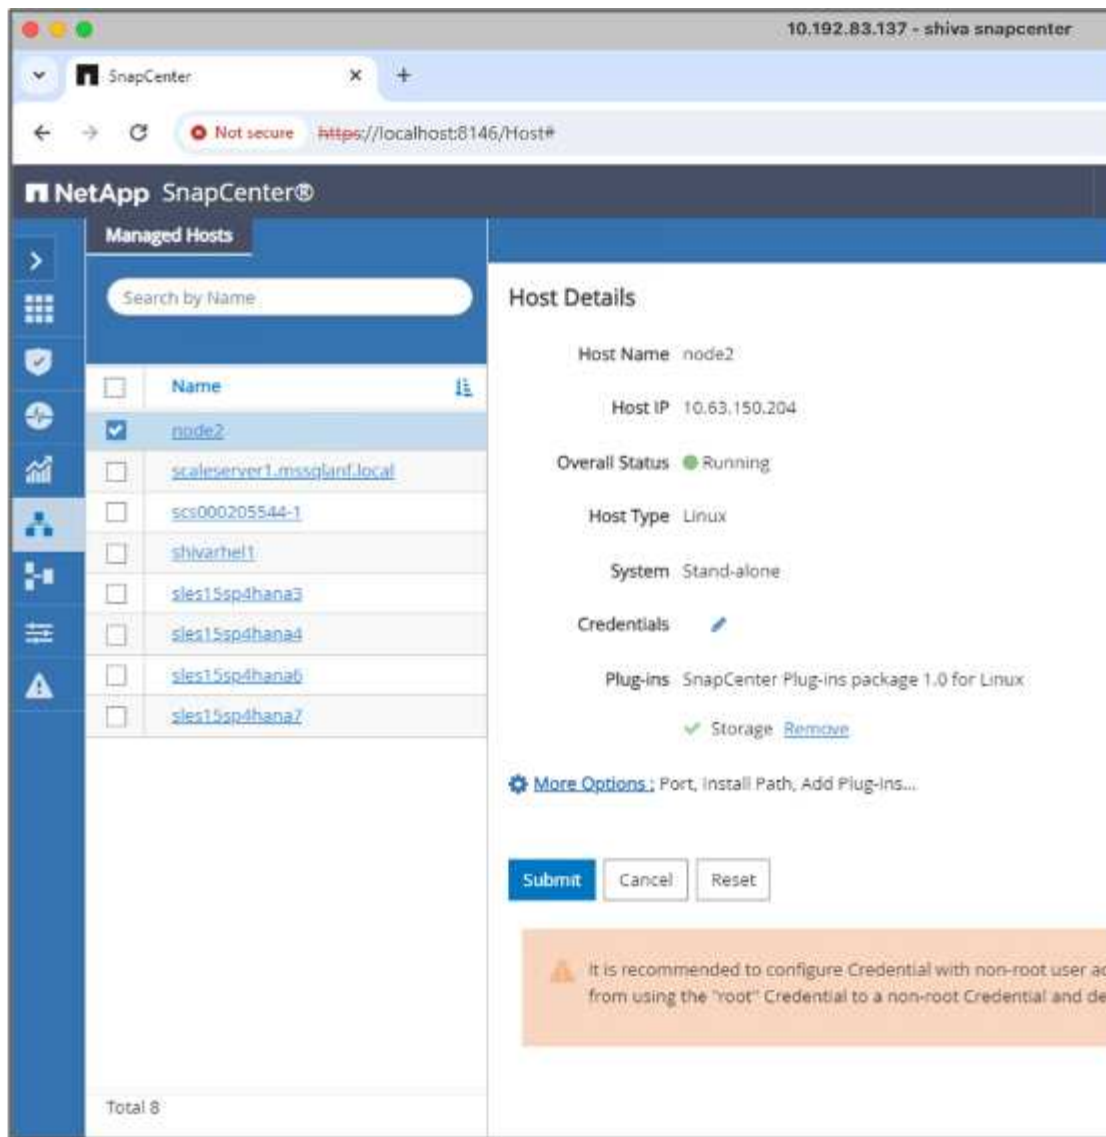 10.192.83.137 - shiva snapcenter
SnapCenter
Not secure https://localhost:8146/Host#
NetApp SnapCenter®
Managed Hosts
Search by Name
Name
node2
scaleserver1.mssqlanf.local
scs000205544-1
shivarhel1
sles15sp4hana3
sles15sp4hana4
sles15sp4hana6
sles15sp4hana7
Total 8
Host Details
Host Name node2
Host IP 10.63.150.204
Overall Status Running
Host Type Linux
System Stand-alone
Credentials
Plug-ins SnapCenter Plug-ins package 1.0 for Linux
Storage Remove
More Options : Port, Install Path, Add Plug-Ins...
Submit Cancel Reset
It is recommended to configure Credential with non-root user ac
from using the "root" Credential to a non-root Credential and de